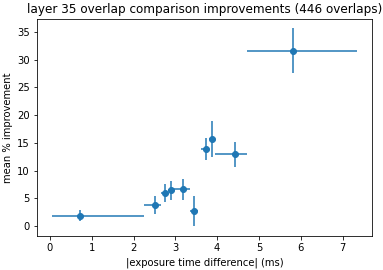 layer 35 overlap comparison improvements (446 overlaps)
mean % improvement
35
30
25
20
15
10
5
0
0 1 2 3 4 5 6 7
|exposure time difference| (ms)